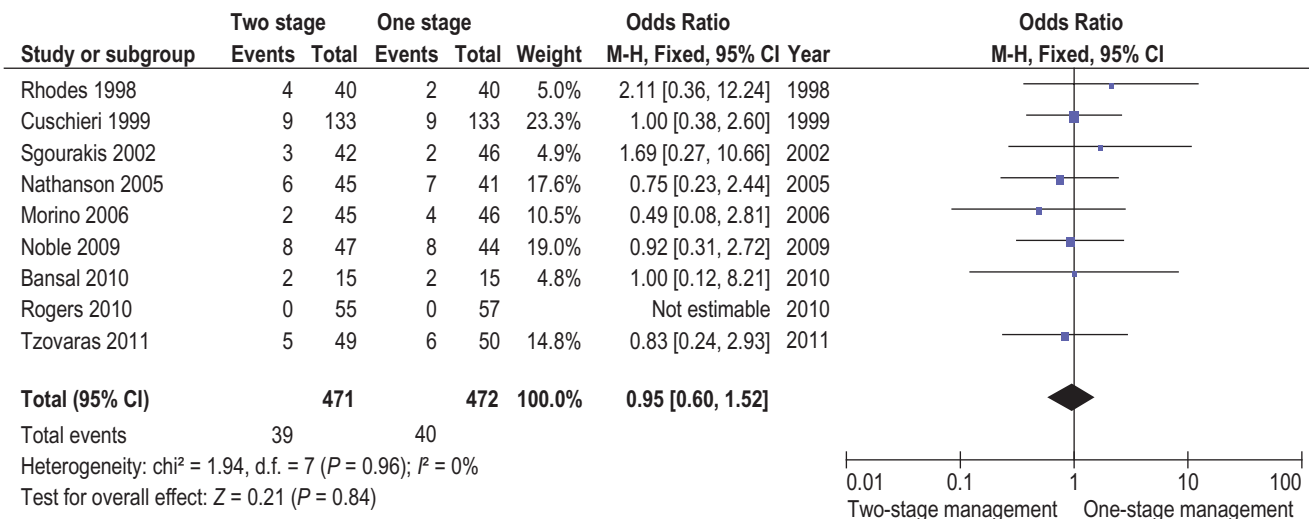 Two stage One stage Odds Ratio Odds Ratio
Study or subgroup Events Total Events Total Weight M-H, Fixed, 95% CI Year M-H, Fixed, 95% CI
Rhodes 1998 4 40 2 40 5.0% 2.11 [0.36, 12.24] 1998
Cuschieri 1999 9 133 9 133 23.3% 1.00 [0.38, 2.60] 1999
Sgourakis 2002 3 42 2 46 4.9% 1.69 [0.27, 10.66] 2002
Nathanson 2005 6 45 7 41 17.6% 0.75 [0.23, 2.44] 2005
Morino 2006 2 45 4 46 10.5% 0.49 [0.08, 2.81] 2006
Noble 2009 8 47 8 44 19.0% 0.92 [0.31, 2.72] 2009
Bansal 2010 2 15 2 15 4.8% 1.00 [0.12, 8.21] 2010
Rogers 2010 0 55 0 57 Not estimable 2010
Tzovaras 2011 5 49 6 50 14.8% 0.83 [0.24, 2.93] 2011
Total (95% CI) 471 472 100.0% 0.95 [0.60, 1.52]
Total events 39 40
Heterogeneity: chi² = 1.94, d.f. = 7 (P = 0.96); I² = 0%
Test for overall effect: Z = 0.21 (P = 0.84)
0.01 0.1 1 10 100
Two-stage management One-stage management